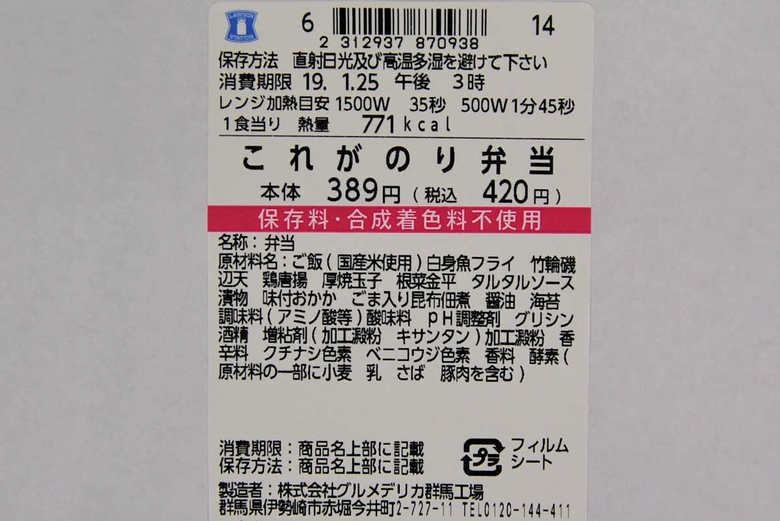 LAWSON
STATION
6
14
2 312937 870938
保存方法 直射日光及び高温多湿を避けて下さい
消費期限 19. 1.25 午後 3時
レンジ加熱目安 1500W 35秒 500W 1分45秒
1食当り 熱量 771kcal
これがのり弁当
本体 389円 (税込 420円)
保存料・合成着色料不使用
名称:弁当
原材料名:ご飯(国産米使用)白身魚フライ 竹輪磯
辺天 鶏唐揚 厚焼玉子 根菜金平 タルタルソース
漬物 味付おかか ごま入り昆布佃煮 醤油 海苔
調味料(アミノ酸等)酸味料 pH調整剤 グリシン
酒精 増粘剤(加工澱粉 キサンタン)加工澱粉 香
辛料 クチナシ色素 ベニコウジ色素 香料 酵素(
原材料の一部に小麦 乳 さば 豚肉を含む)
消費期限:商品名上部に記載
保存方法:商品名上部に記載
プラ
フィルム
シート
製造者:株式会社グルメデリカ群馬工場
群馬県伊勢崎市赤堀今井町2-727-11 TEL0120-144-411